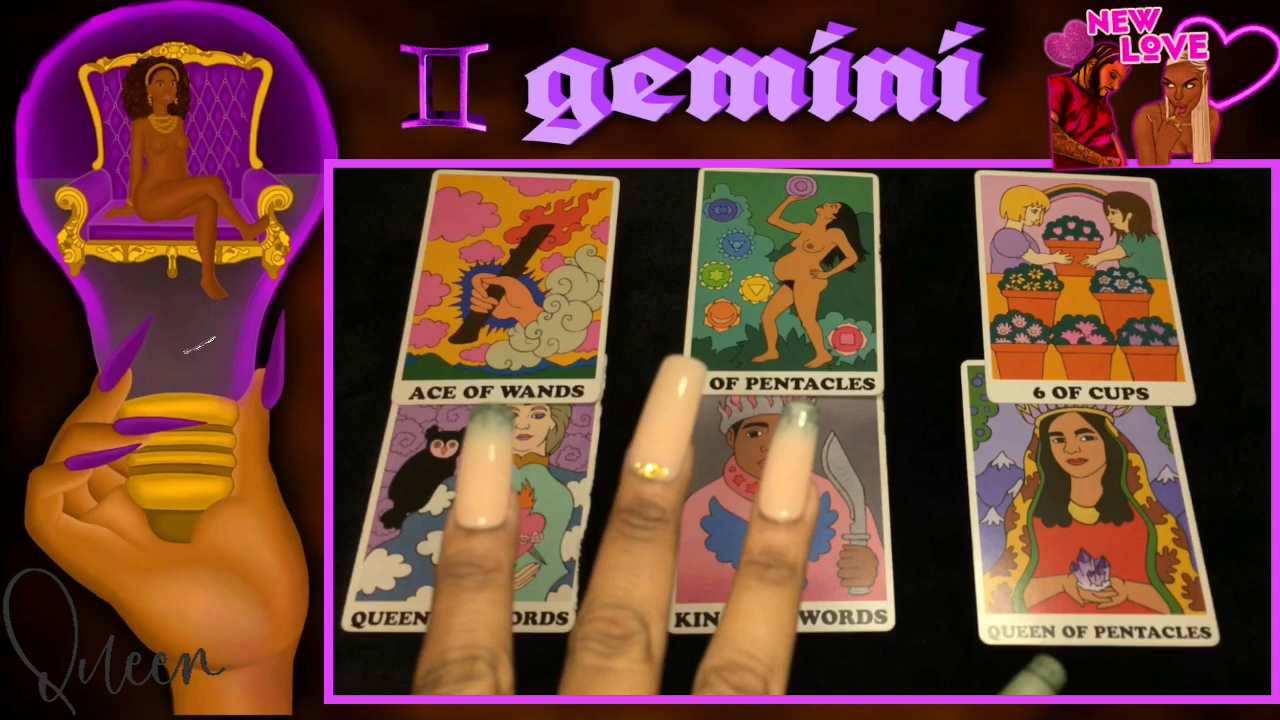 gemini
NEW
LOVE
ACE OF WANDS
OF PENTACLES
6 OF CUPS
QUEEN ORDS
KIN WORDS
QUEEN OF PENTACLES
Queen